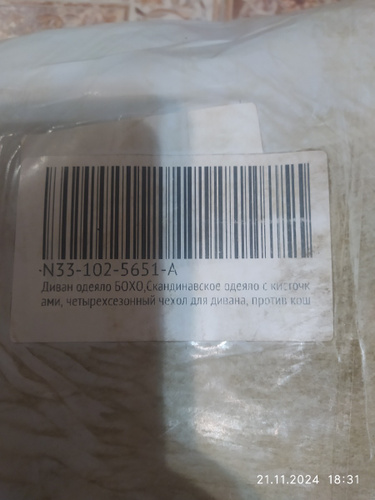 ·N33-102-5651-A
Диван одеяло БОХО,Скандинавское одеяло с кисточк
ами, четырехсезонный чехол для дивана, против кош
21.11.2024 18:31